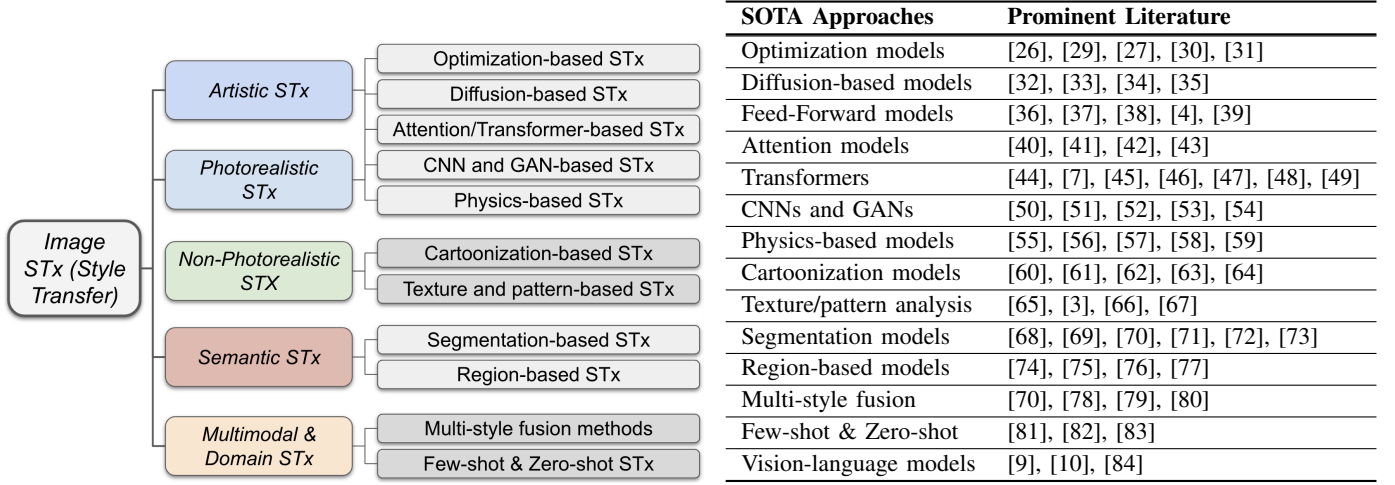 Image
STx (Style
Transfer)
Artistic STx
Optimization-based STx
Diffusion-based STx
Attention/Transformer-based STx
Photorealistic
STx
CNN and GAN-based STx
Physics-based STx
Non-Photorealistic
STX
Cartoonization-based STx
Texture and pattern-based STx
Semantic STx
Segmentation-based STx
Region-based STx
Multimodal &
Domain STx
Multi-style fusion methods
Few-shot & Zero-shot STx
SOTA Approaches Prominent Literature
Optimization models [26], [29], [27], [30], [31]
Diffusion-based models [32], [33], [34], [35]
Feed-Forward models [36], [37], [38], [4], [39]
Attention models [40], [41], [42], [43]
Transformers [44], [7], [45], [46], [47], [48], [49]
CNNs and GANs [50], [51], [52], [53], [54]
Physics-based models [55], [56], [57], [58], [59]
Cartoonization models [60], [61], [62], [63], [64]
Texture/pattern analysis [65], [3], [66], [67]
Segmentation models [68], [69], [70], [71], [72], [73]
Region-based models [74], [75], [76], [77]
Multi-style fusion [70], [78], [79], [80]
Few-shot & Zero-shot [81], [82], [83]
Vision-language models [9], [10], [84]